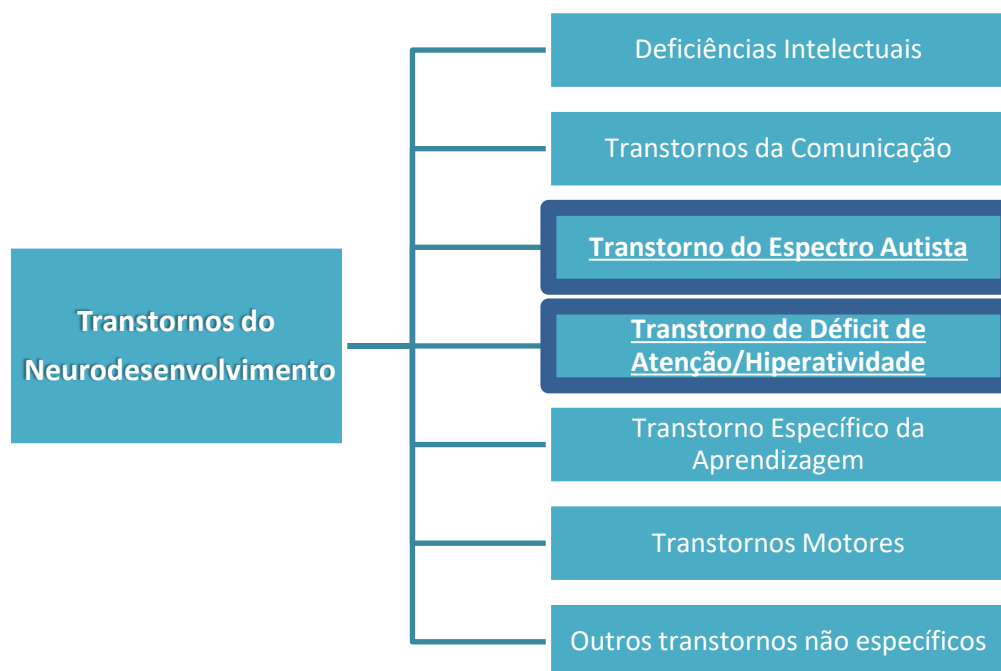 Deficiências Intelectuais
Transtornos da Comunicação
Transtorno do Espectro Autista
Transtornos do
Neurodesenvolvimento
Transtorno de Déficit de
Atenção/Hiperatividade
Transtorno Específico da
Aprendizagem
Transtornos Motores
Outros transtornos não específicos